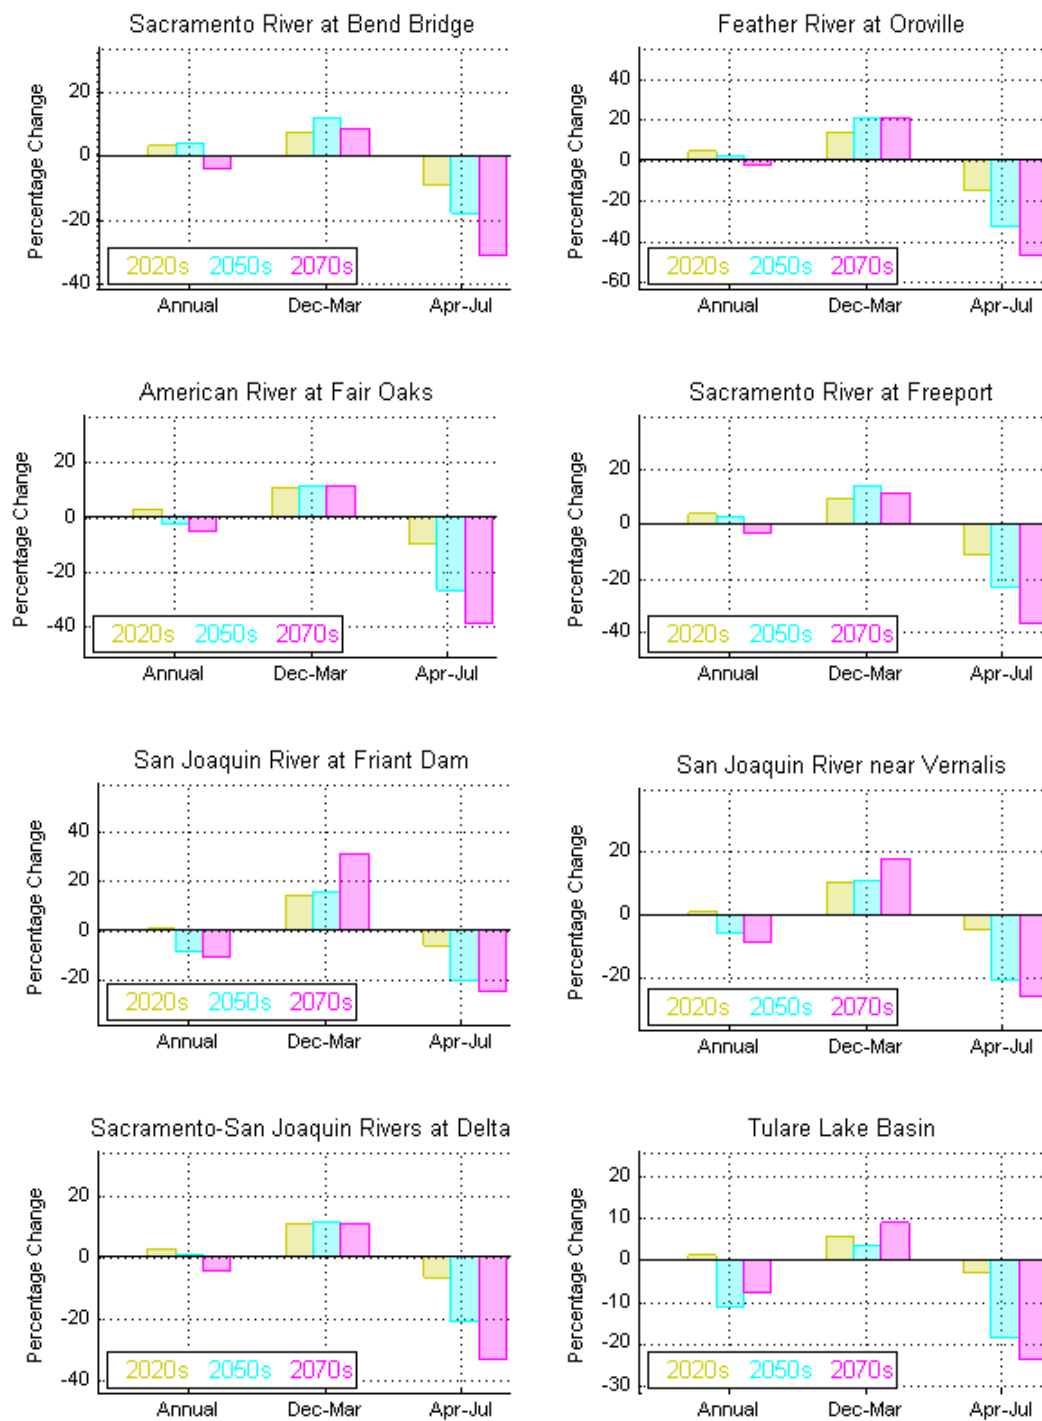 Sacramento River at Bend Bridge
Percentage Change
20
0
-20
-40
2020s 2050s 2070s
Annual Dec-Mar Apr-Jul
Feather River at Oroville
Percentage Change
40
20
0
-20
-40
-60
2020s 2050s 2070s
Annual Dec-Mar Apr-Jul
American River at Fair Oaks
Percentage Change
20
0
-20
-40
2020s 2050s 2070s
Annual Dec-Mar Apr-Jul
Sacramento River at Freeport
Percentage Change
20
0
-20
-40
2020s 2050s 2070s
Annual Dec-Mar Apr-Jul
San Joaquin River at Friant Dam
Percentage Change
40
20
0
-20
2020s 2050s 2070s
Annual Dec-Mar Apr-Jul
San Joaquin River near Vernalis
Percentage Change
20
0
-20
2020s 2050s 2070s
Annual Dec-Mar Apr-Jul
Sacramento-San Joaquin Rivers at Delta
Percentage Change
20
0
-20
-40
2020s 2050s 2070s
Annual Dec-Mar Apr-Jul
Tulare Lake Basin
Percentage Change
20
10
0
-10
-20
-30
2020s 2050s 2070s
Annual Dec-Mar Apr-Jul